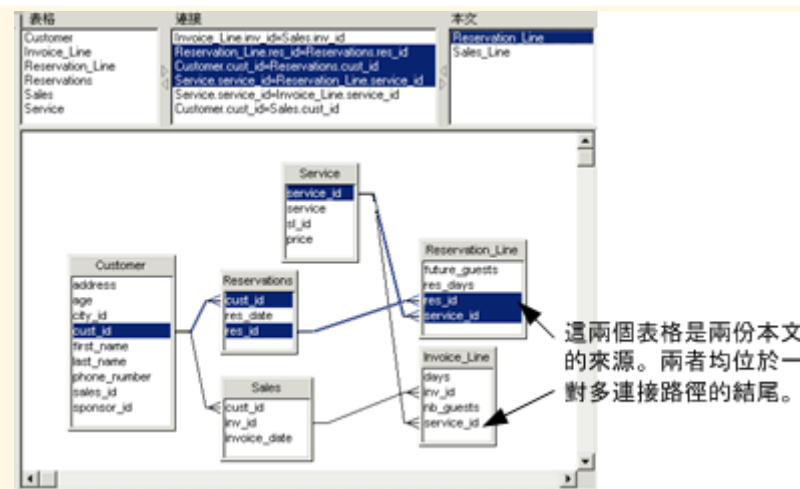 表格
Customer
Invoice_Line
Reservation_Line
Reservations
Sales
Service
連接
Invoice_Line.inv_id=Sales.inv_id
Reservation_Line.res_id=Reservations.res_id
Customer.cust_id=Reservations.cust_id
Service.service_id=Reservation_Line.service_id
Service.service_id=Invoice_Line.service_id
Customer.cust_id=Sales.cust_id
本文
Reservation_Line
Sales_Line
Service
service_id
service
sl_id
price
Customer
address
age
city_id
cust_id
first_name
last_name
phone_number
sales_id
sponsor_id
Reservations
cust_id
res_date
res_id
Sales
cust_id
inv_id
invoice_date
Reservation_Line
future_guests
res_days
res_id
service_id
Invoice_Line
days
inv_id
nb_guests
service_id
這兩個表格是兩份本文
的來源。兩者均位於一
對多連接路徑的結尾。